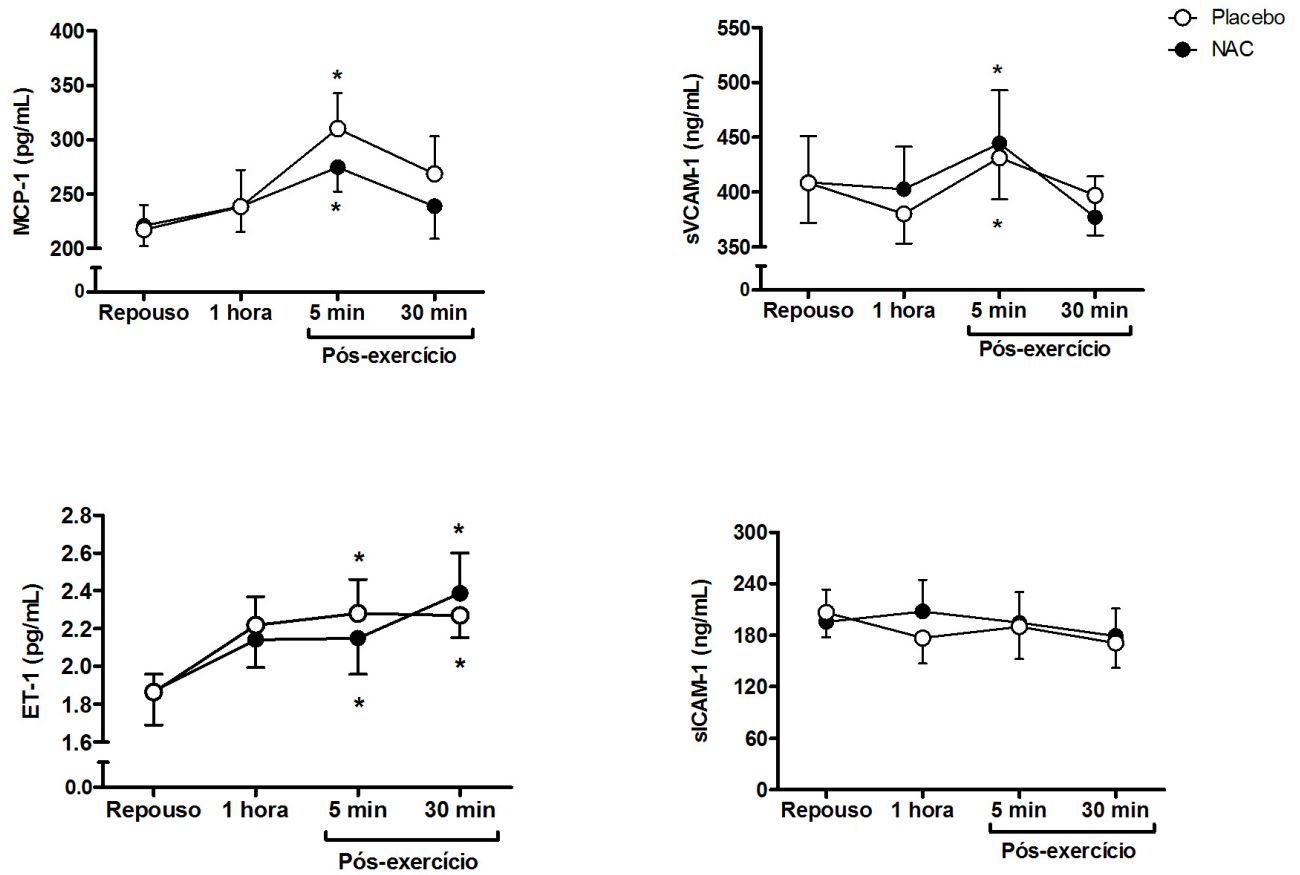 Placebo
NAC
MCP-1 (pg/mL)
400
350
300
250
200
0
*
*
Repouso 1 hora 5 min 30 min
Pós-exercício
sVCAM-1 (ng/mL)
550
500
450
400
350
0
*
*
Repouso 1 hora 5 min 30 min
Pós-exercício
ET-1 (pg/mL)
2.8
2.6
2.4
2.2
2.0
1.8
1.6
0.0
*
*
*
*
Repouso 1 hora 5 min 30 min
Pós-exercício
sICAM-1 (ng/mL)
300
240
180
120
60
0
Repouso 1 hora 5 min 30 min
Pós-exercício